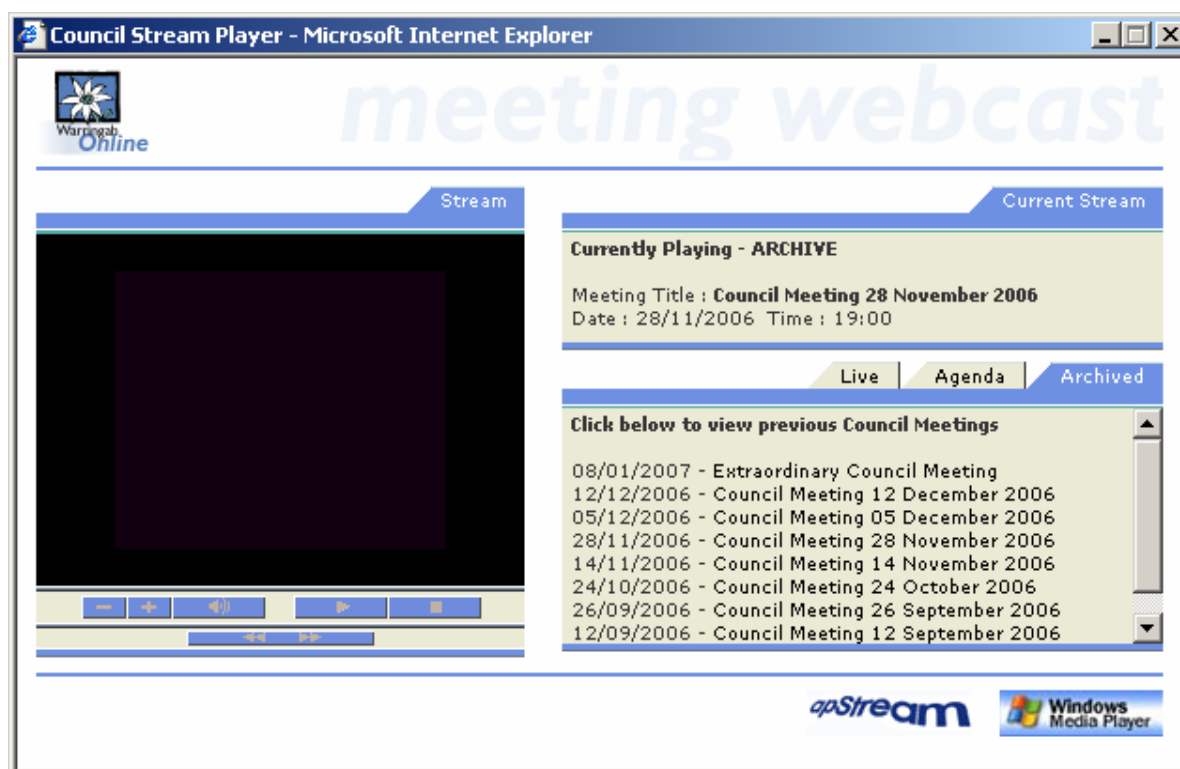 Council Stream Player - Microsoft Internet Explorer
meeting webcast
Warringah
Online
Stream
Current Stream
Currently Playing - ARCHIVE
Meeting Title : Council Meeting 28 November 2006
Date : 28/11/2006 Time : 19:00
Live
Agenda
Archived
Click below to view previous Council Meetings
08/01/2007 - Extraordinary Council Meeting
12/12/2006 - Council Meeting 12 December 2006
05/12/2006 - Council Meeting 05 December 2006
28/11/2006 - Council Meeting 28 November 2006
14/11/2006 - Council Meeting 14 November 2006
24/10/2006 - Council Meeting 24 October 2006
26/09/2006 - Council Meeting 26 September 2006
12/09/2006 - Council Meeting 12 September 2006
apStream
Windows
Media Player